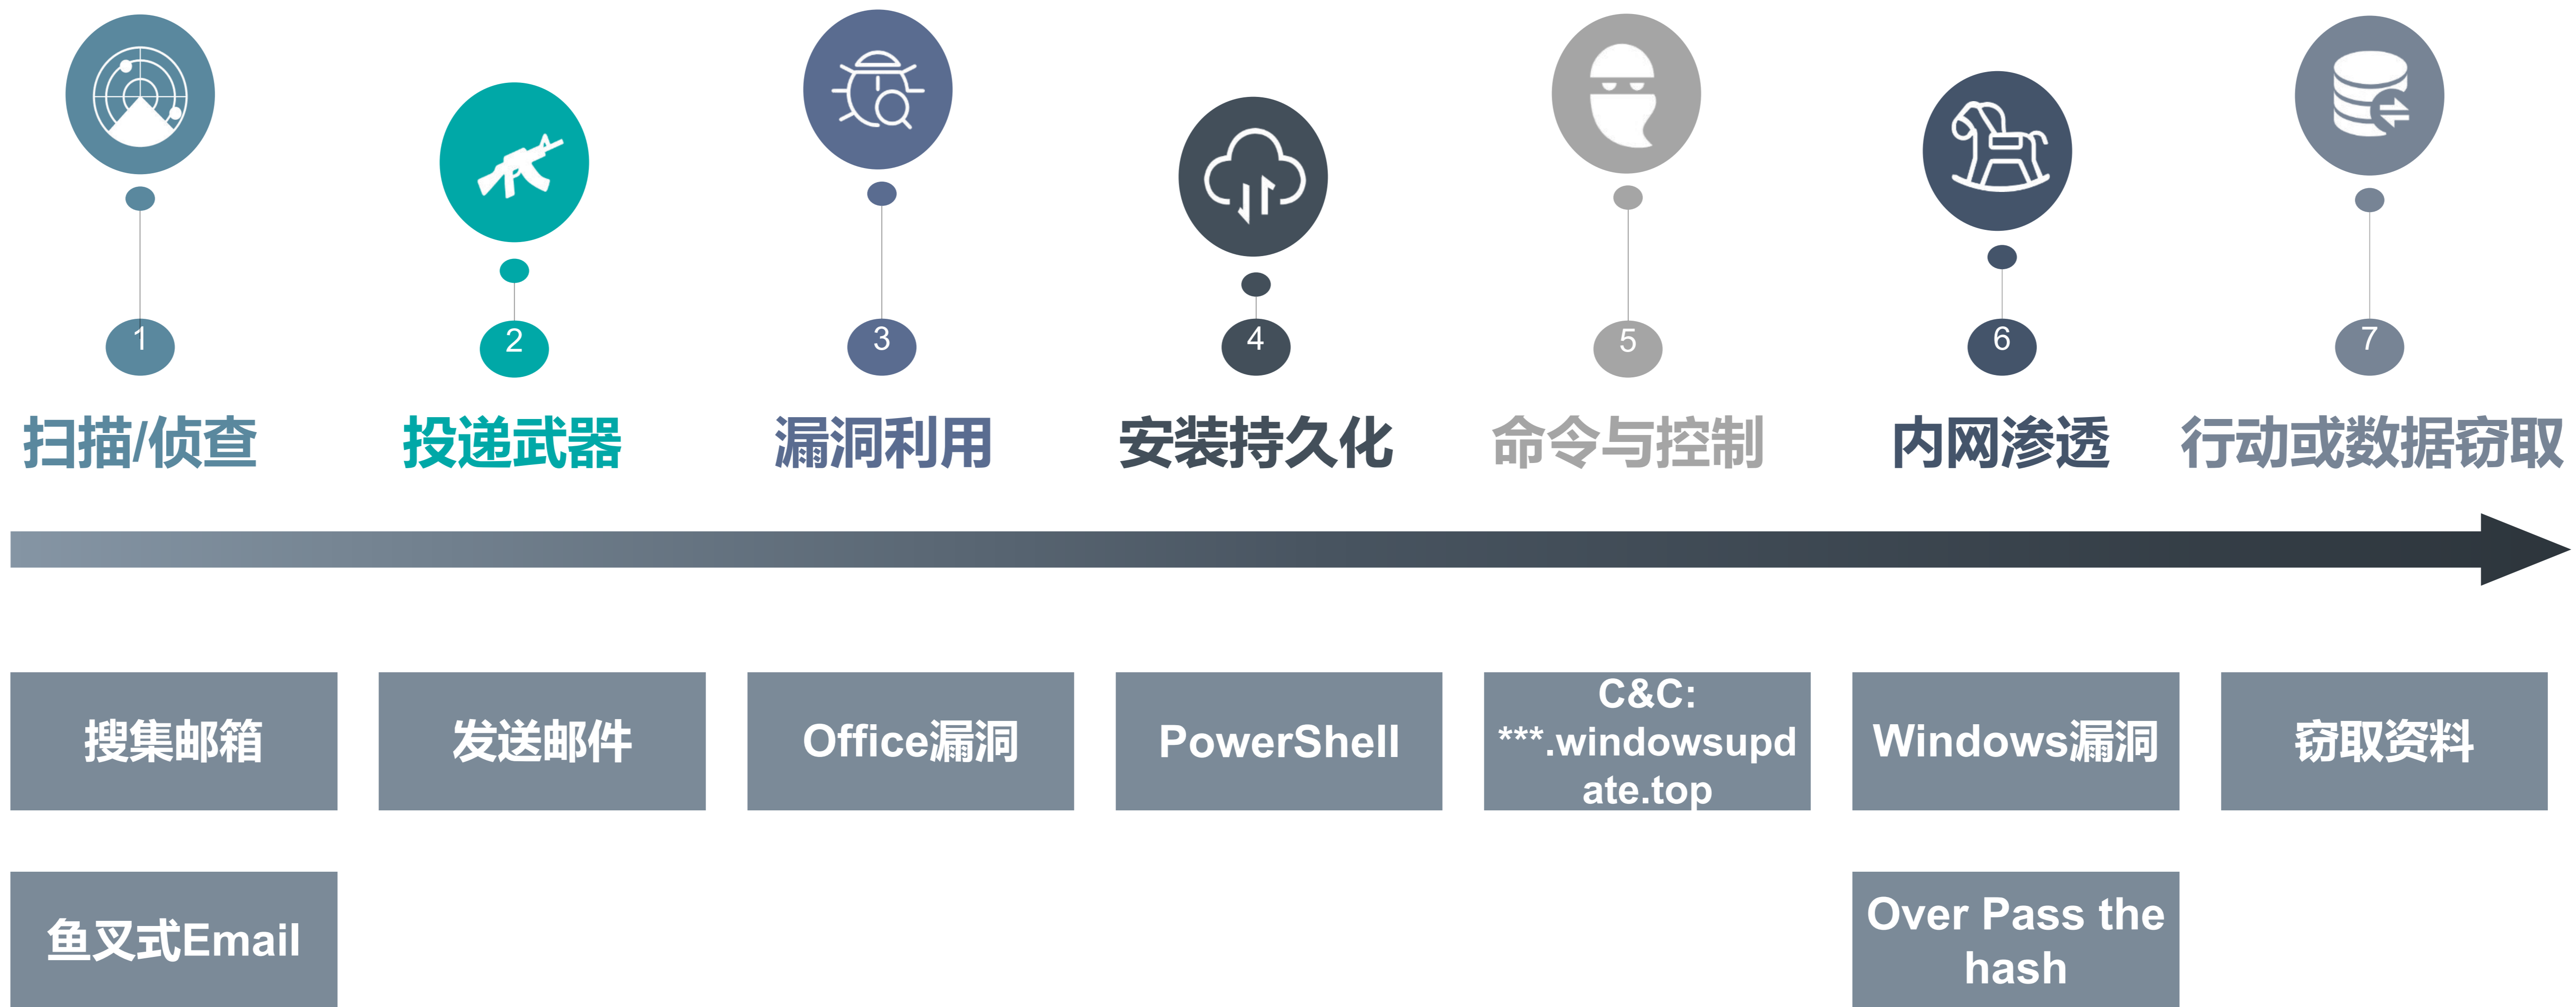 1
2
3
4
5
6
7
扫描/侦查
投递武器
漏洞利用
安装持久化
命令与控制
内网渗透
行动或数据窃取
搜集邮箱
发送邮件
Office漏洞
PowerShell
C&C:
***.windowsupd
ate.top
Windows漏洞
窃取资料
鱼叉式Email
Over Pass the
hash